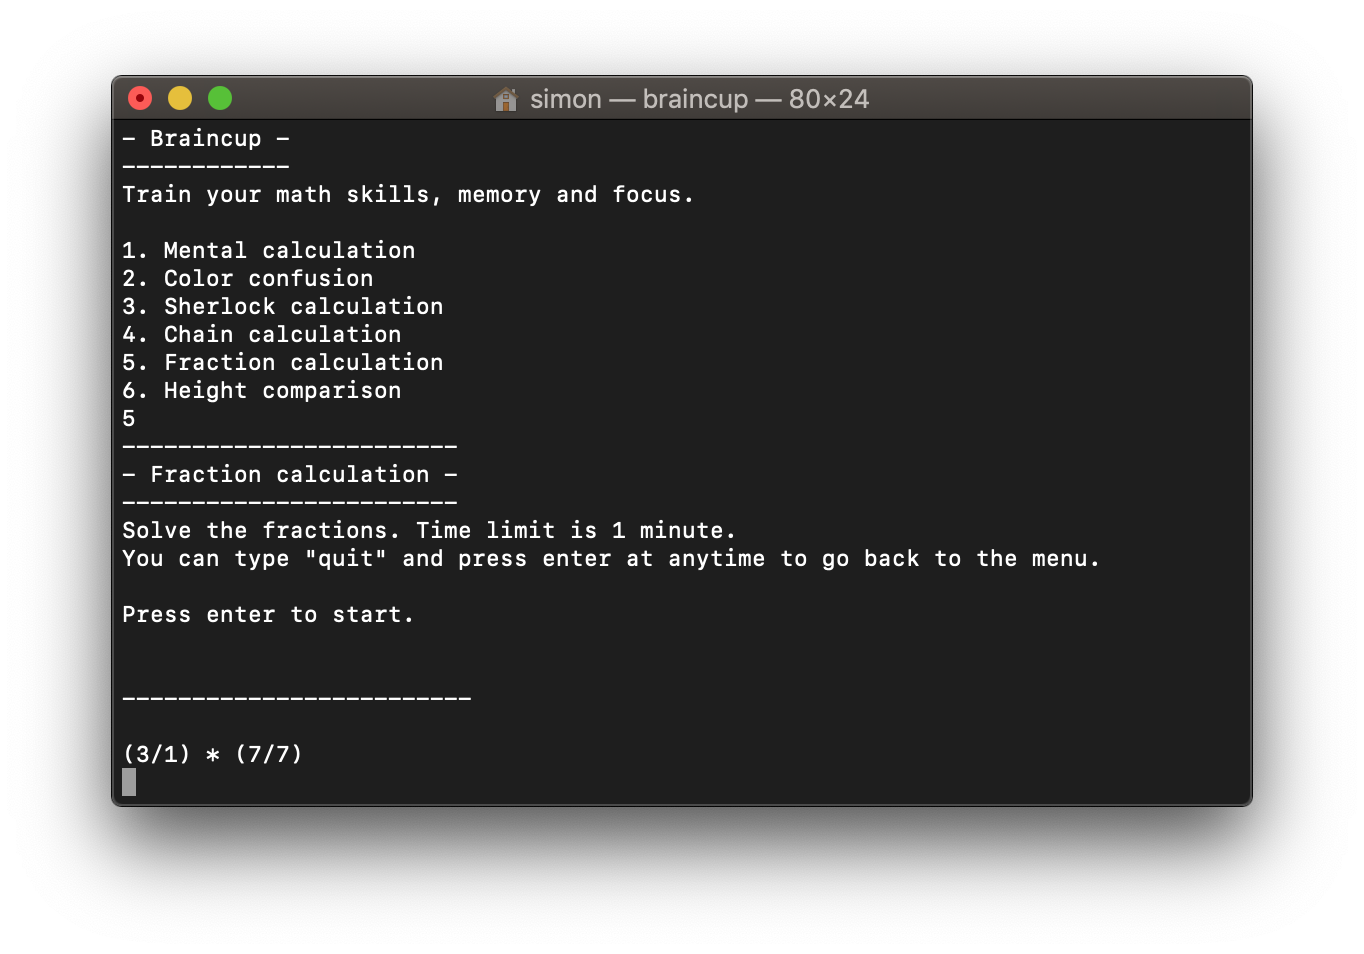 simon — braincup — 80×24
- Braincup -
------------
Train your math skills, memory and focus.
1. Mental calculation
2. Color confusion
3. Sherlock calculation
4. Chain calculation
5. Fraction calculation
6. Height comparison
5
------------------------
- Fraction calculation -
------------------------
Solve the fractions. Time limit is 1 minute.
You can type "quit" and press enter at anytime to go back to the menu.
Press enter to start.
-------------------------
(3/1) * (7/7)